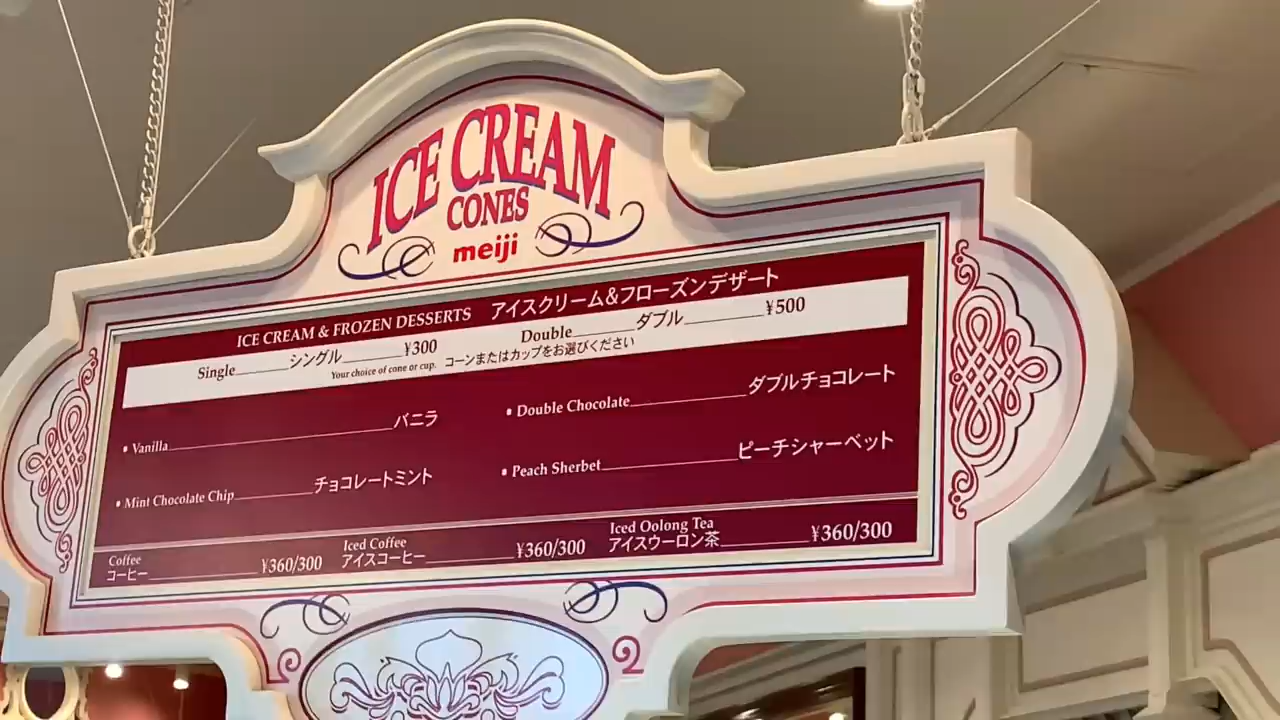 ICE CREAM
CONES
meiji
ICE CREAM & FROZEN DESSERTS アイスクリーム&フローズンデザート
Single シングル ¥300 Double ダブル ¥500
Your choice of cone or cup. コーンまたはカップをお選びください
• Vanilla バニラ • Double Chocolate ダブルチョコレート
• Mint Chocolate Chip チョコレートミント • Peach Sherbet ピーチシャーベット
Coffee Iced Coffee Iced Oolong Tea
コーヒー ¥360/300 アイスコーヒー ¥360/300 アイスウーロン茶 ¥360/300